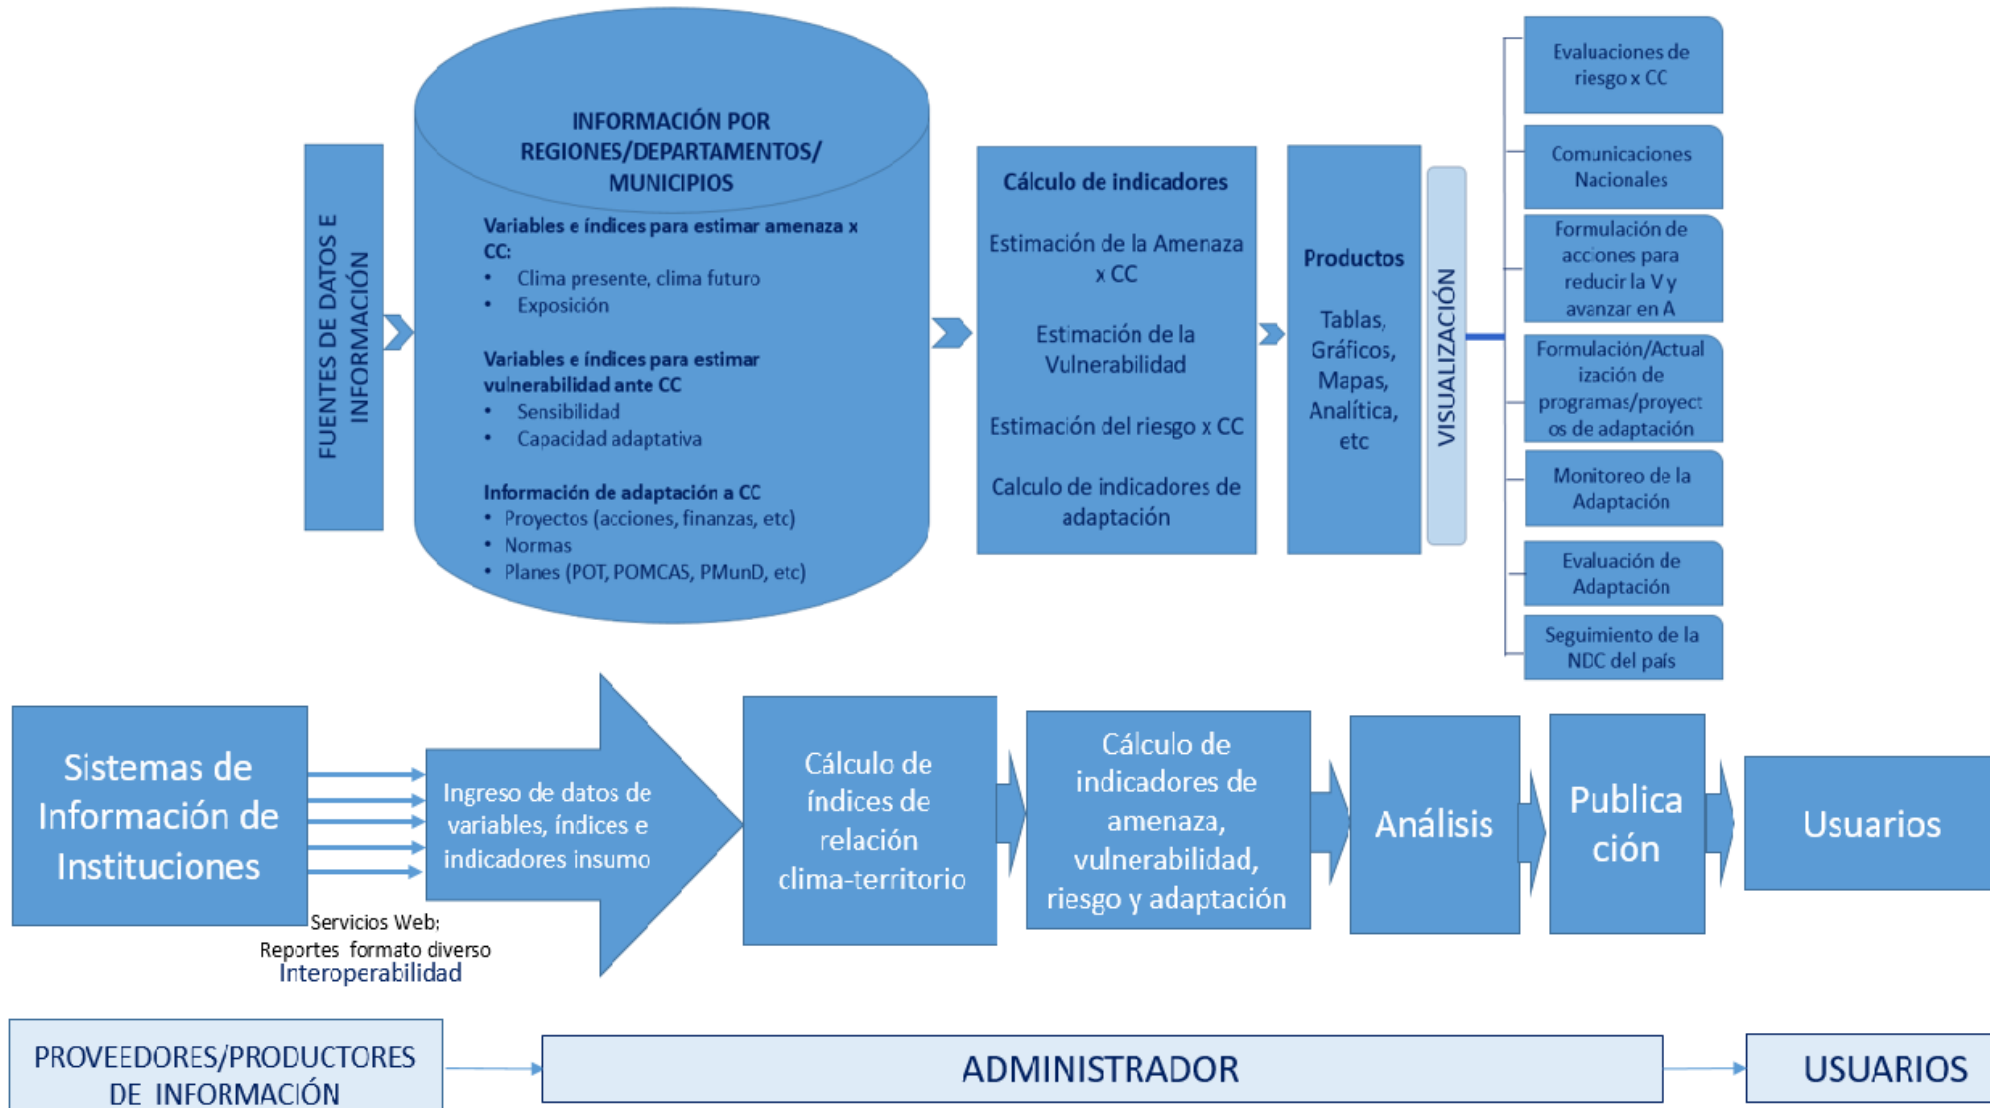 FUENTES DE DATOS E
INFORMACIÓN
INFORMACIÓN POR
REGIONES/DEPARTAMENTOS/
MUNICIPIOS
Variables e índices para estimar amenaza x
CC:
• Clima presente, clima futuro
• Exposición
Variables e índices para estimar
vulnerabilidad ante CC
• Sensibilidad
• Capacidad adaptativa
Información de adaptación a CC
• Proyectos (acciones, finanzas, etc)
• Normas
• Planes (POT, POMCAS, PMunD, etc)
Cálculo de indicadores
Estimación de la Amenaza
x CC
Estimación de la
Vulnerabilidad
Estimación del riesgo x CC
Calculo de indicadores de
adaptación
Productos
Tablas,
Gráficos,
Mapas,
Analítica,
etc
VISUALIZACIÓN
Evaluaciones de
riesgo x CC
Comunicaciones
Nacionales
Formulación de
acciones para
reducir la V y
avanzar en A
Formulación/Actual
ización de
programas/proyect
os de adaptación
Monitoreo de la
Adaptación
Evaluación de
Adaptación
Seguimiento de la
NDC del país
Sistemas de
Información de
Instituciones
Servicios Web;
Reportes formato diverso
Interoperabilidad
Ingreso de datos de
variables, índices e
indicadores insumo
Cálculo de
índices de
relación
clima-territorio
Cálculo de
indicadores de
amenaza,
vulnerabilidad,
riesgo y adaptación
Análisis
Publica
ción
Usuarios
PROVEEDORES/PRODUCTORES
DE INFORMACIÓN
ADMINISTRADOR
USUARIOS